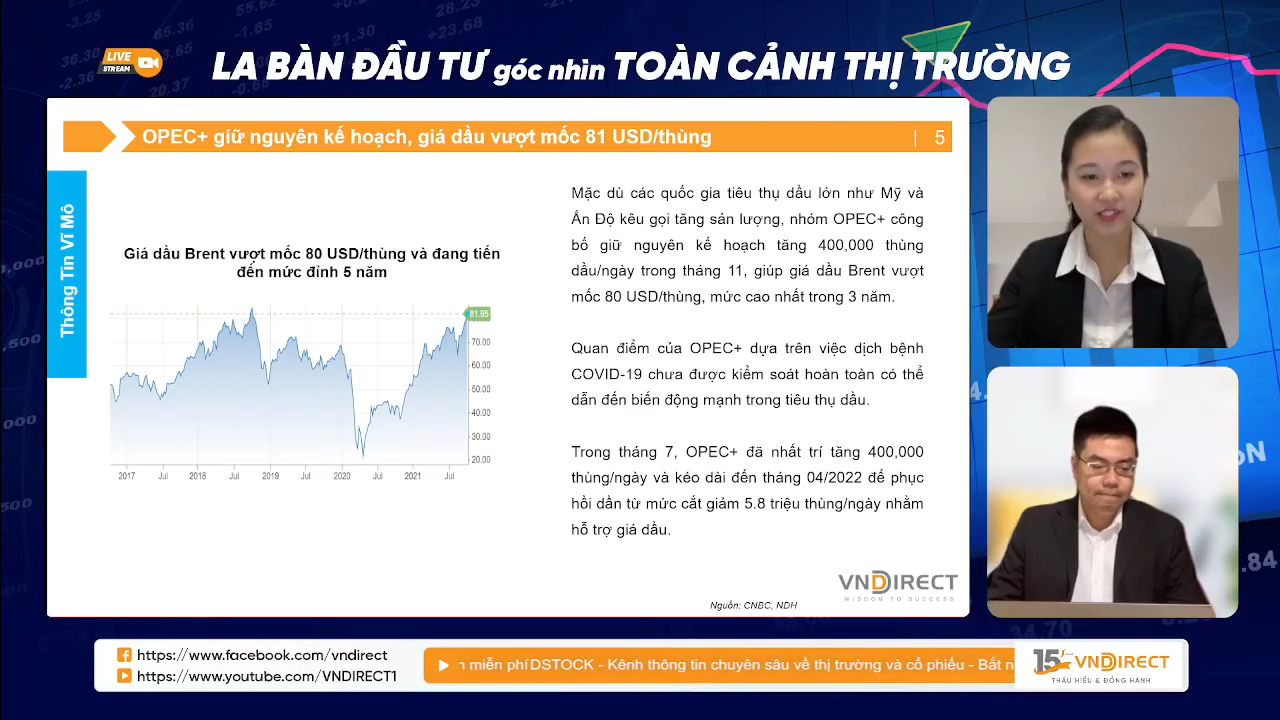 LIVE
STREAM
LA BÀN ĐẦU TƯ góc nhìn TOÀN CẢNH THỊ TRƯỜNG
OPEC+ giữ nguyên kế hoạch, giá dầu vượt mốc 81 USD/thùng
| 5
Thông Tin Vĩ Mô
Giá dầu Brent vượt mốc 80 USD/thùng và đang tiến
đến mức đỉnh 5 năm
81.95
70.00
60.00
50.00
40.00
30.00
20.00
2017 Jul 2018 Jul 2019 Jul 2020 Jul 2021 Jul
Mặc dù các quốc gia tiêu thụ dầu lớn như Mỹ và
Ấn Độ kêu gọi tăng sản lượng, nhóm OPEC+ công
bố giữ nguyên kế hoạch tăng 400,000 thùng
dầu/ngày trong tháng 11, giúp giá dầu Brent vượt
mốc 80 USD/thùng, mức cao nhất trong 3 năm.
Quan điểm của OPEC+ dựa trên việc dịch bệnh
COVID-19 chưa được kiểm soát hoàn toàn có thể
dẫn đến biến động mạnh trong tiêu thụ dầu.
Trong tháng 7, OPEC+ đã nhất trí tăng 400,000
thùng/ngày và kéo dài đến tháng 04/2022 để phục
hồi dần từ mức cắt giảm 5.8 triệu thùng/ngày nhằm
hỗ trợ giá dầu.
VNDIRECT
WISDOM TO SUCCESS
Nguồn: CNBC, NDH
https://www.facebook.com/vndirect
https://www.youtube.com/VNDIRECT1
miễn phí DSTOCK - Kênh thông tin chuyên sâu về thị trường và cổ phiếu - Bất
15 VNDIRECT
THẤU HIỂU & ĐỒNG HÀNH